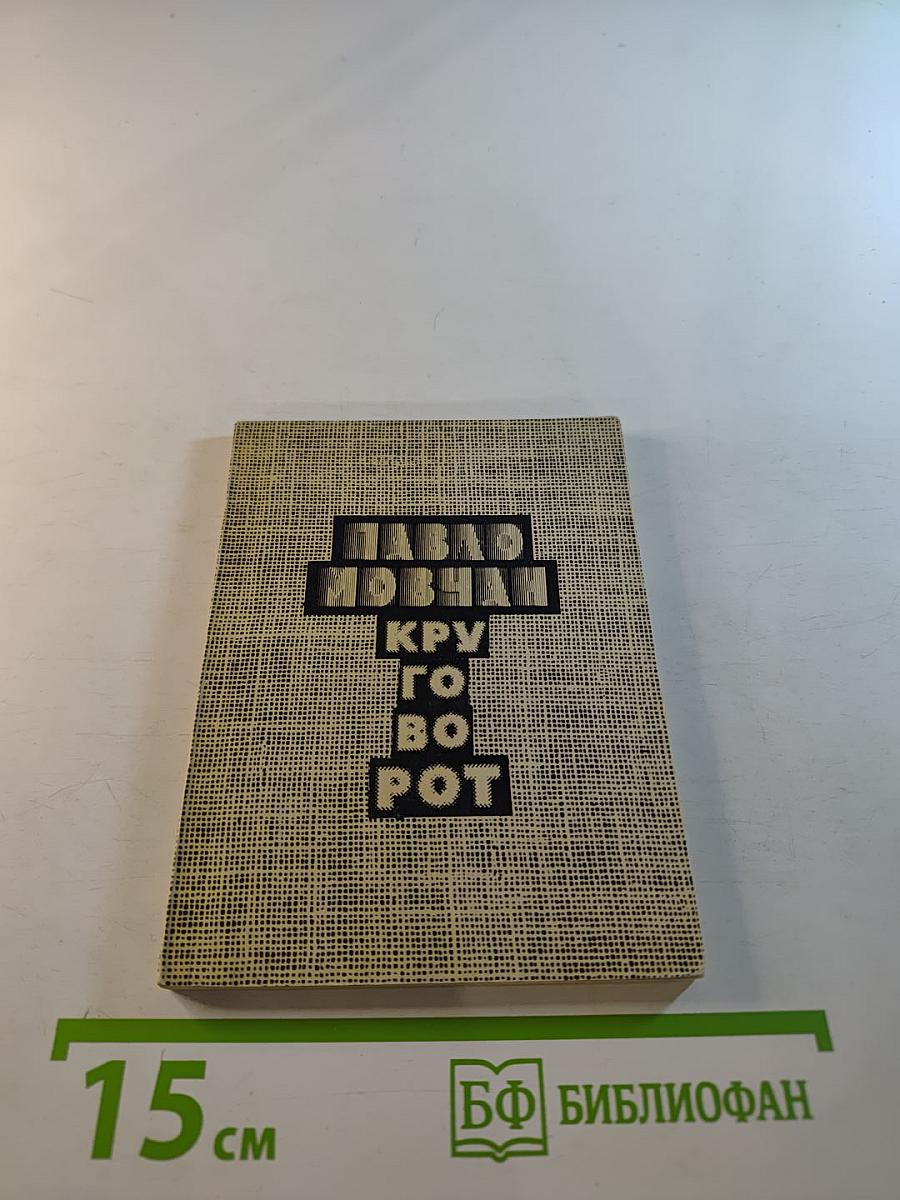 ПАВЛО
МОВЧАН
КРУ
ГО
ВО
РОТ
15 см
БФ БИБЛИОФАН